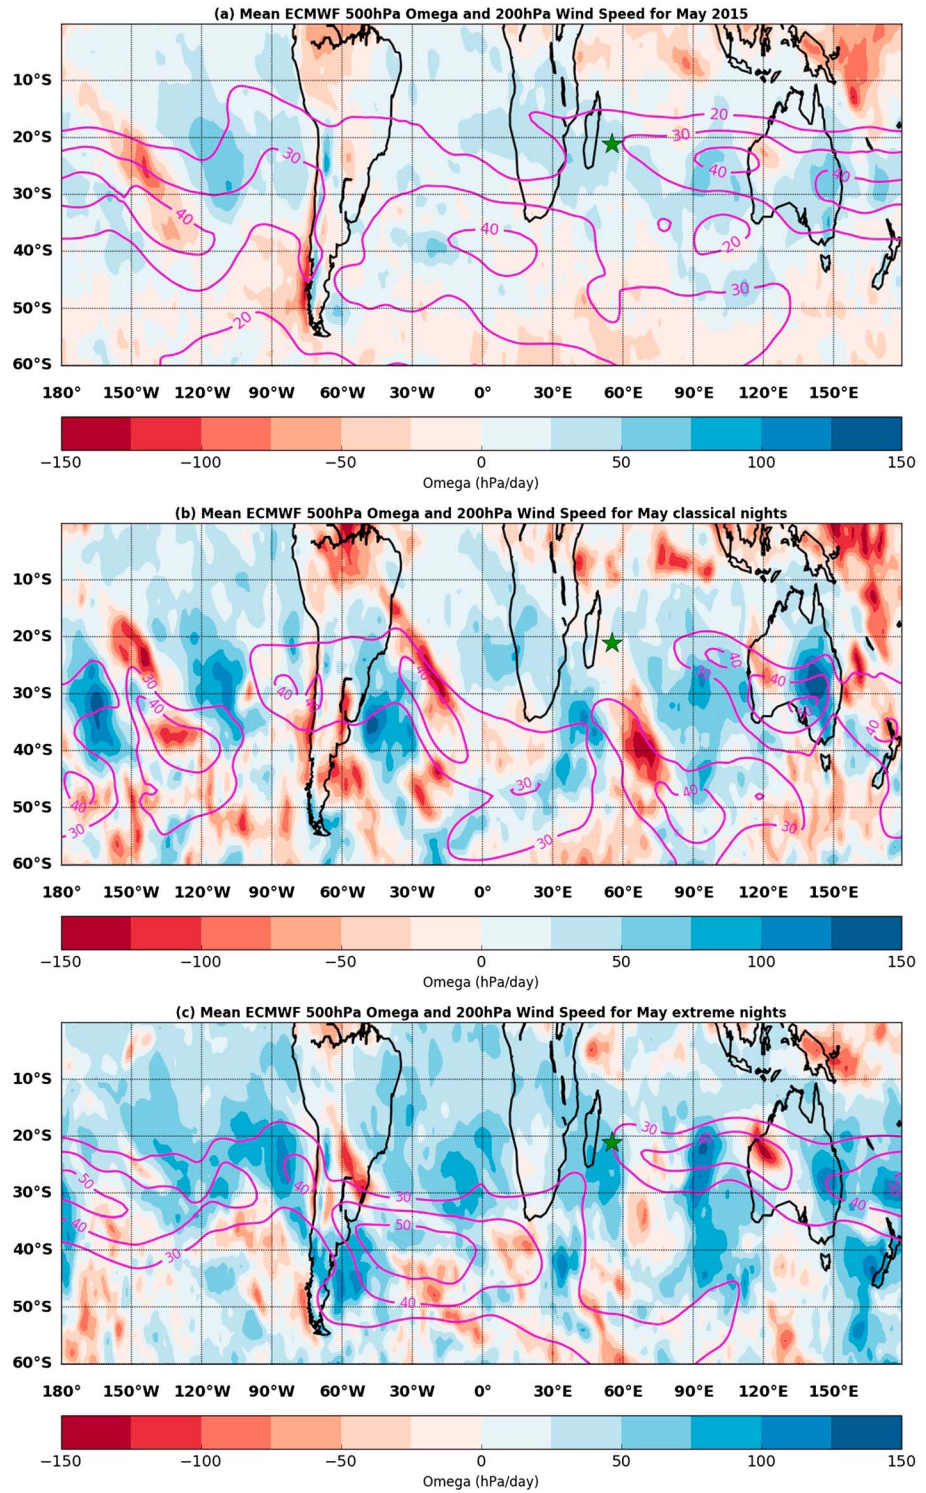 (a) Mean ECMWF 500hPa Omega and 200hPa Wind Speed for May 2015
10°S
20°S
30°S
40°S
50°S
60°S
20
30
30
40
40
40
40
20
30
20
180° 150°W 120°W 90°W 60°W 30°W 0° 30°E 60°E 90°E 120°E 150°E
−150 −100 −50 0 50 100 150
Omega (hPa/day)
(b) Mean ECMWF 500hPa Omega and 200hPa Wind Speed for May classical nights
10°S
20°S
30°S
40°S
50°S
60°S
40
30
30
40
40
40
40
40
40
30
40
30
30
30
180° 150°W 120°W 90°W 60°W 30°W 0° 30°E 60°E 90°E 120°E 150°E
−150 −100 −50 0 50 100 150
Omega (hPa/day)
(c) Mean ECMWF 500hPa Omega and 200hPa Wind Speed for May extreme nights
10°S
20°S
30°S
40°S
50°S
60°S
30
40
50
40
30
40
40
50
30
40
180° 150°W 120°W 90°W 60°W 30°W 0° 30°E 60°E 90°E 120°E 150°E
−150 −100 −50 0 50 100 150
Omega (hPa/day)